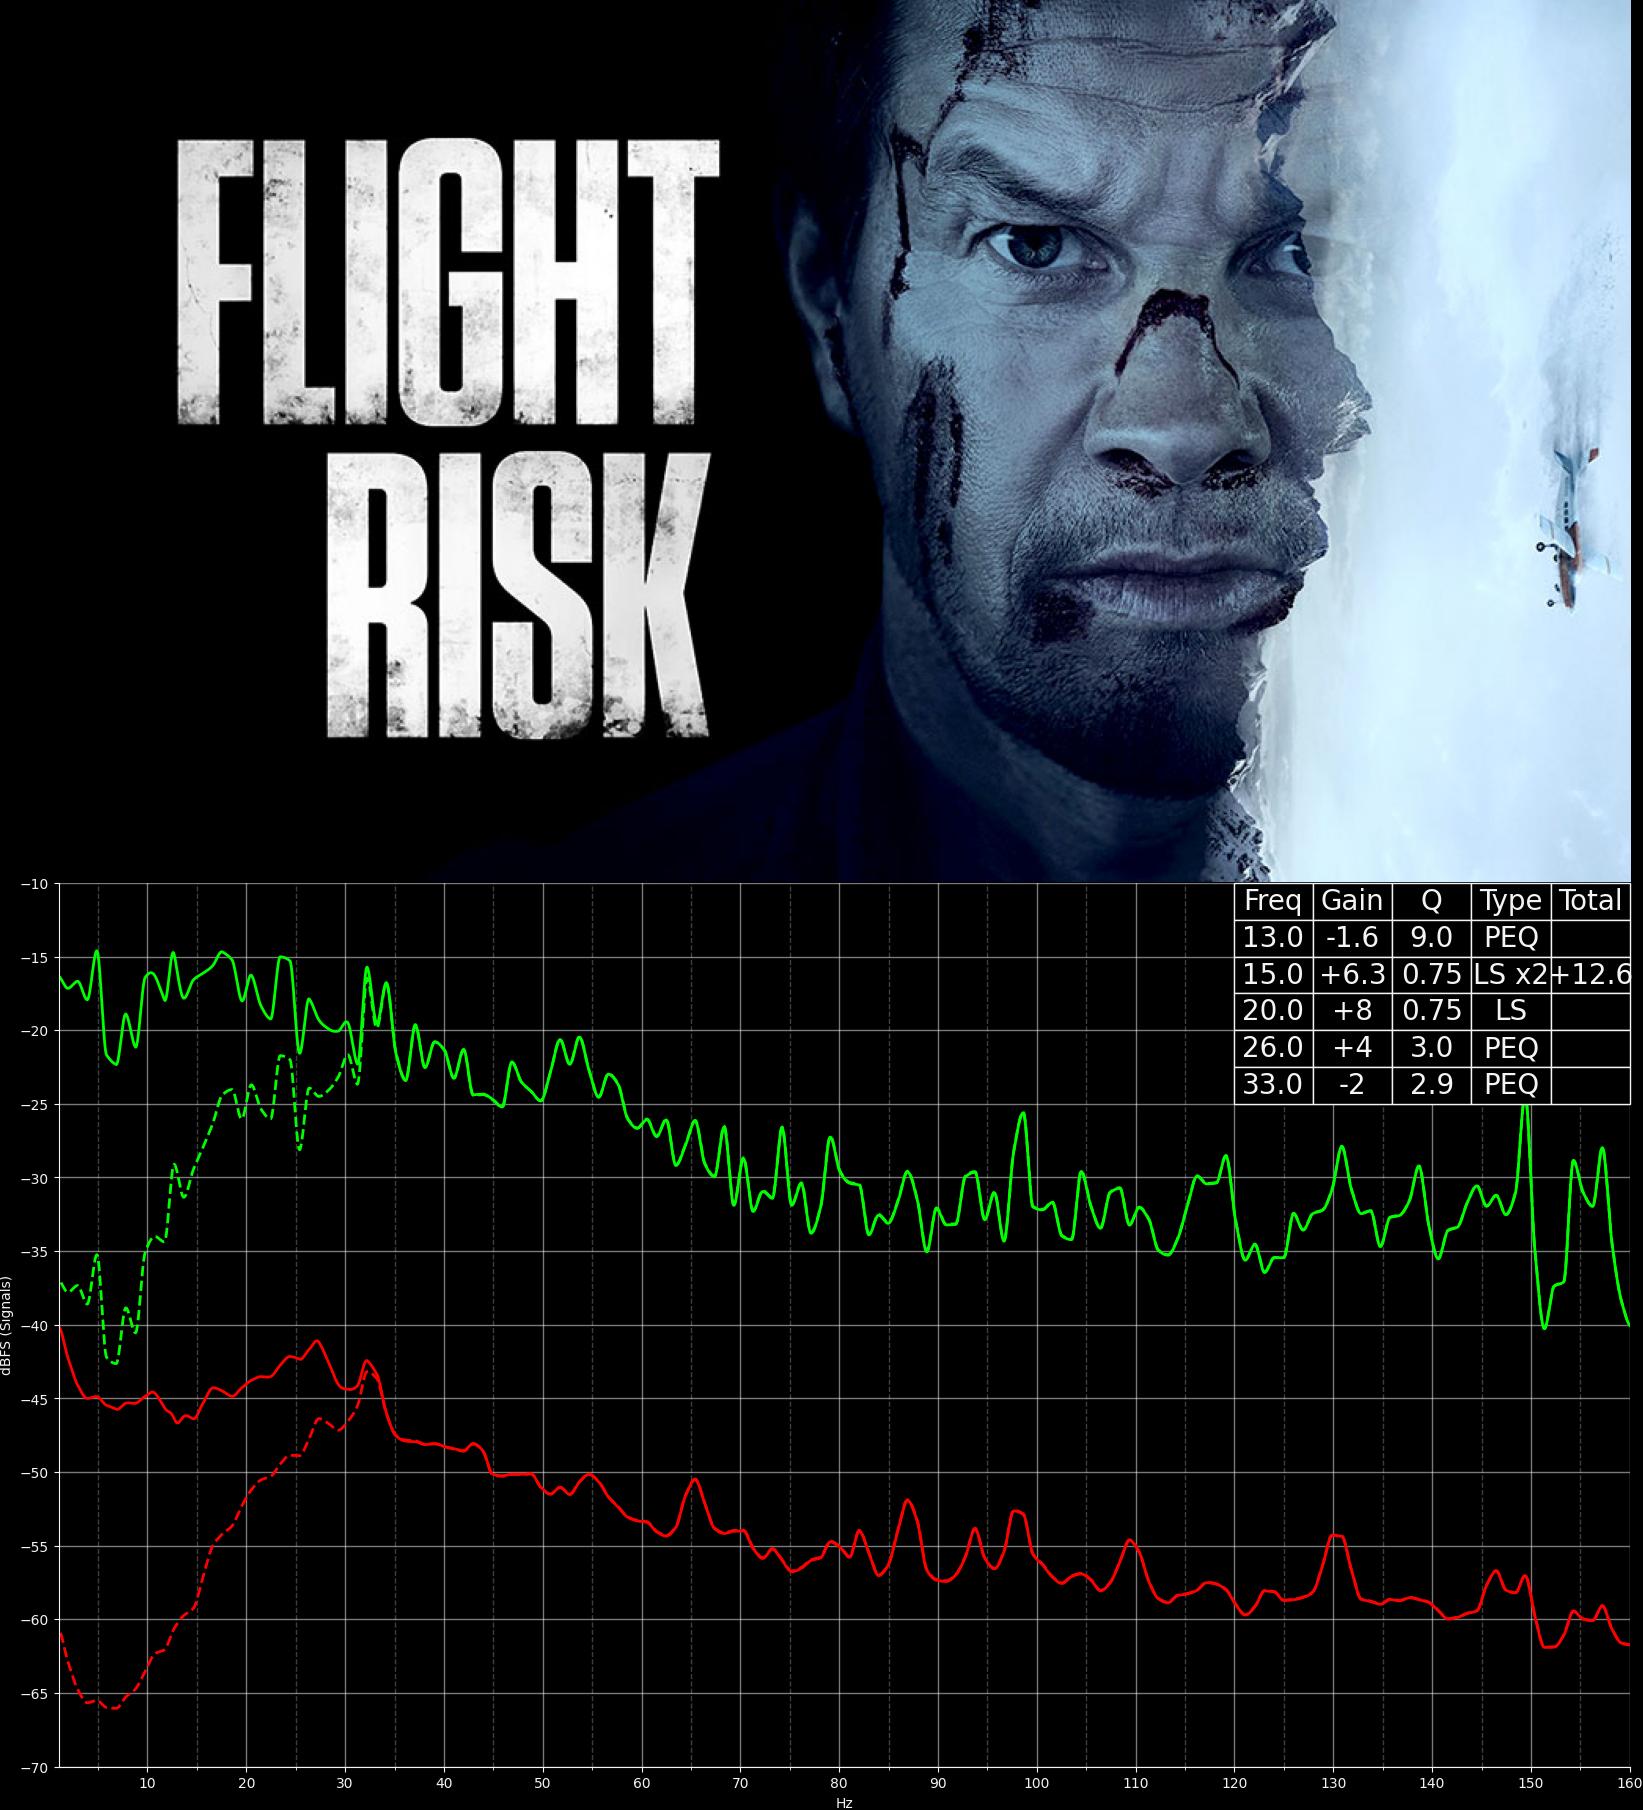 FLIGHT
RISK
Freq Gain Q Type Total
13.0 -1.6 9.0 PEQ
15.0 +6.3 0.75 LS x2 +12.6
20.0 +8 0.75 LS
26.0 +4 3.0 PEQ
33.0 -2 2.9 PEQ
−10
−15
−20
−25
−30
−35
−40
−45
−50
−55
−60
−65
−70
dBFS (Signals)
10 20 30 40 50 60 70 80 90 100 110 120 130 140 150 160
Hz